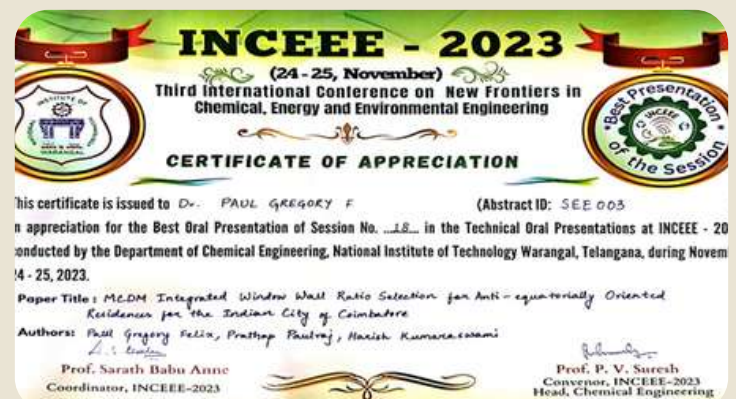 INCEEE - 2023
(24-25, November)
Third International Conference on New Frontiers in
Chemical, Energy and Environmental Engineering
INSTITUTE OF
WARANGAL
*Best Presentation*
INCEEE
of the Session
CERTIFICATE OF APPRECIATION
his certificate is issued to Dr. PAUL GREGORY F (Abstract ID: SEE 003
n appreciation for the Best Oral Presentation of Session No. ...18... in the Technical Oral Presentations at INCEEE - 20
onducted by the Department of Chemical Engineering, National Institute of Technology Warangal, Telangana, during Novem
4 - 25, 2023.
Paper Title: MCDM Integrated Window Wall Ratio Selection for Anti-equatorially Oriented
Residences for the Indian City of Coimbatore
Authors: Paul Gregory Felix, Prathap Paulraj, Harish Kumaraswami
Prof. Sarath Babu Anne
Coordinator, INCEEE-2023
Prof. P. V. Suresh
Convenor, INCEEE-2023
Head, Chemical Engineering